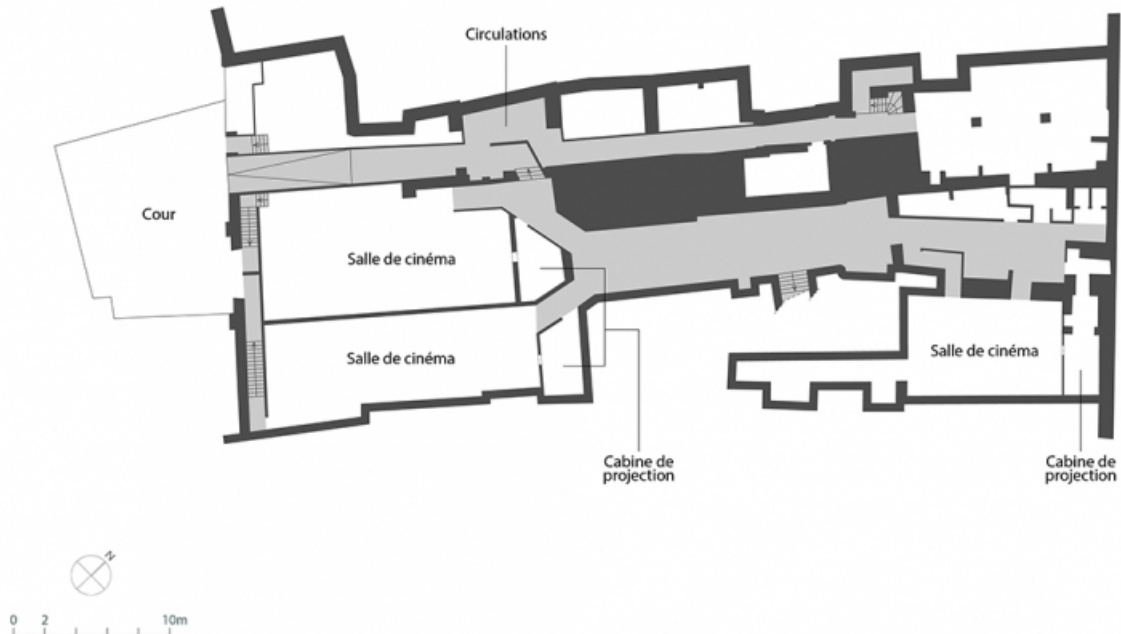 Circulations
Cour
Salle de cinéma
Salle de cinéma
Salle de cinéma
Cabine de
projection
Cabine de
projection
N
0 2 10m